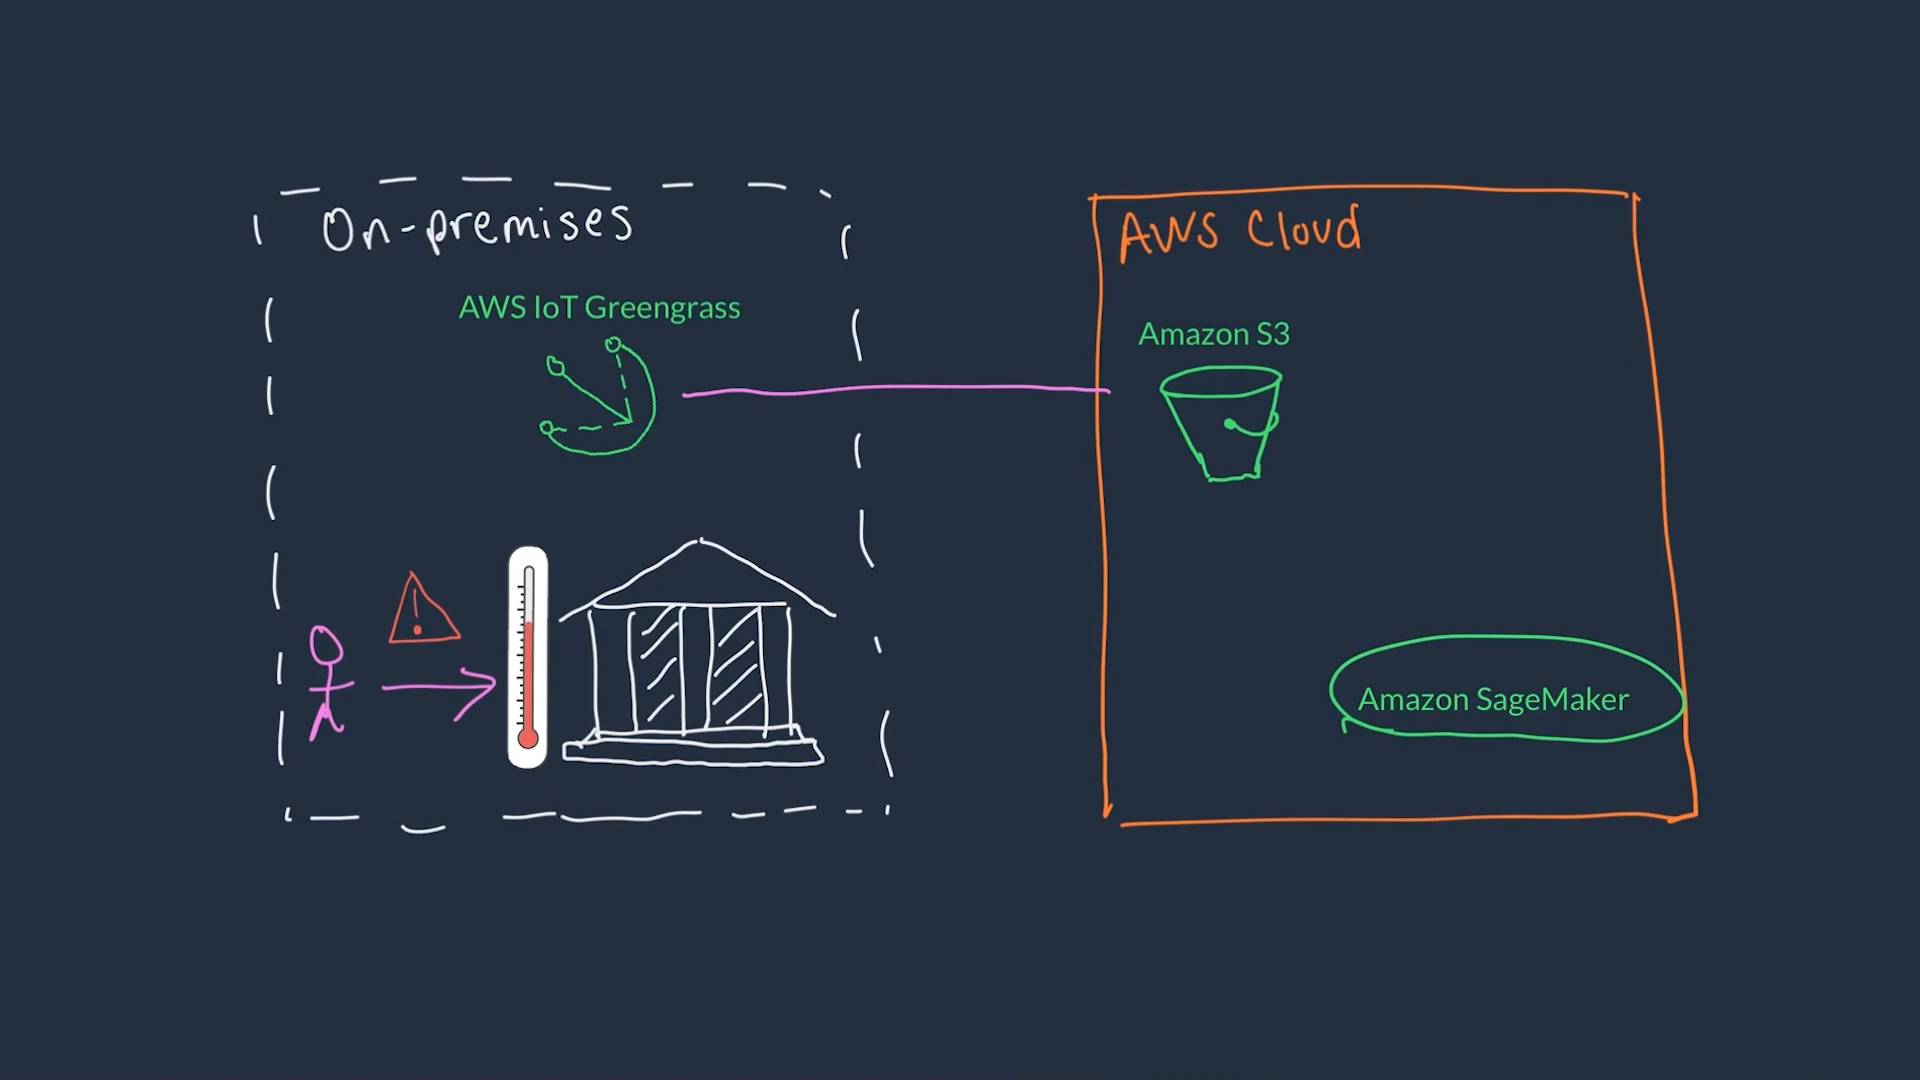 On-premises
AWS IoT Greengrass
AWS Cloud
Amazon S3
Amazon SageMaker